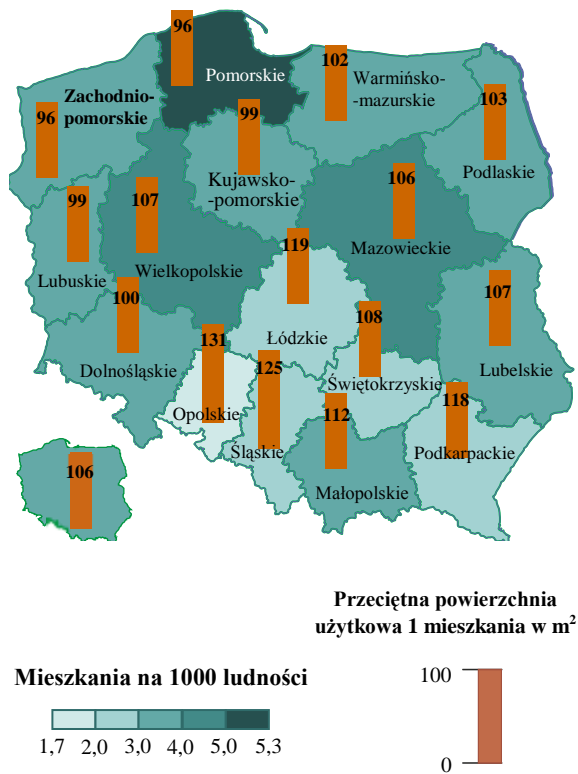 96
Pomorskie
102
Warmińsko-
-mazurskie
103
Podlaskie
Zachodnio-
pomorskie
96
99
Kujawsko-
-pomorskie
106
Mazowieckie
99
Lubuskie
107
Wielkopolskie
119
Łódzkie
107
Lubelskie
100
Dolnośląskie
108
Świętokrzyskie
131
Opolskie
125
Śląskie
112
Małopolskie
118
Podkarpackie
106
Przeciętna powierzchnia
użytkowa 1 mieszkania w m²
100
0
Mieszkania na 1000 ludności
1,7 2,0 3,0 4,0 5,0 5,3